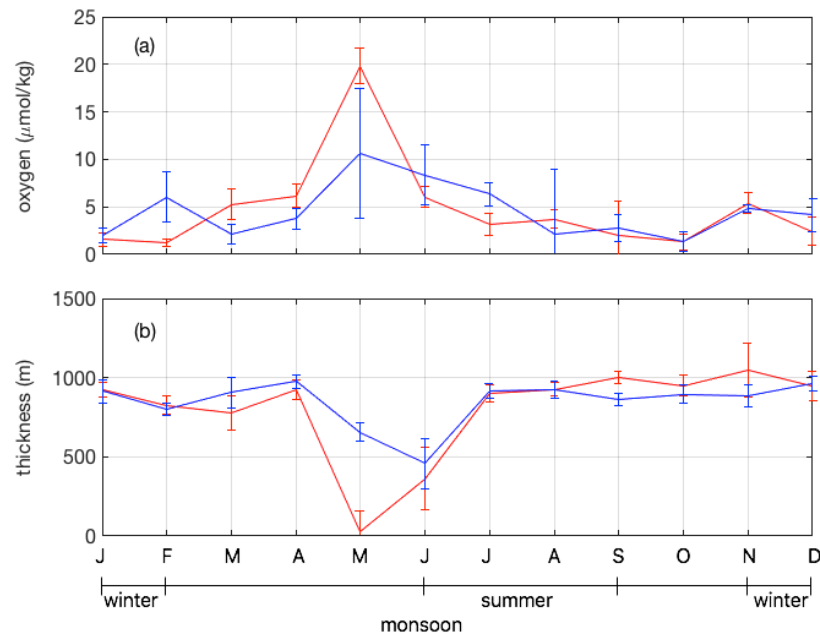 25
(a)
20
15
10
5
0
oxygen (μmol/kg)
1500
(b)
1000
500
0
thickness (m)
J F M A M J J A S O N D
winter summer winter
monsoon